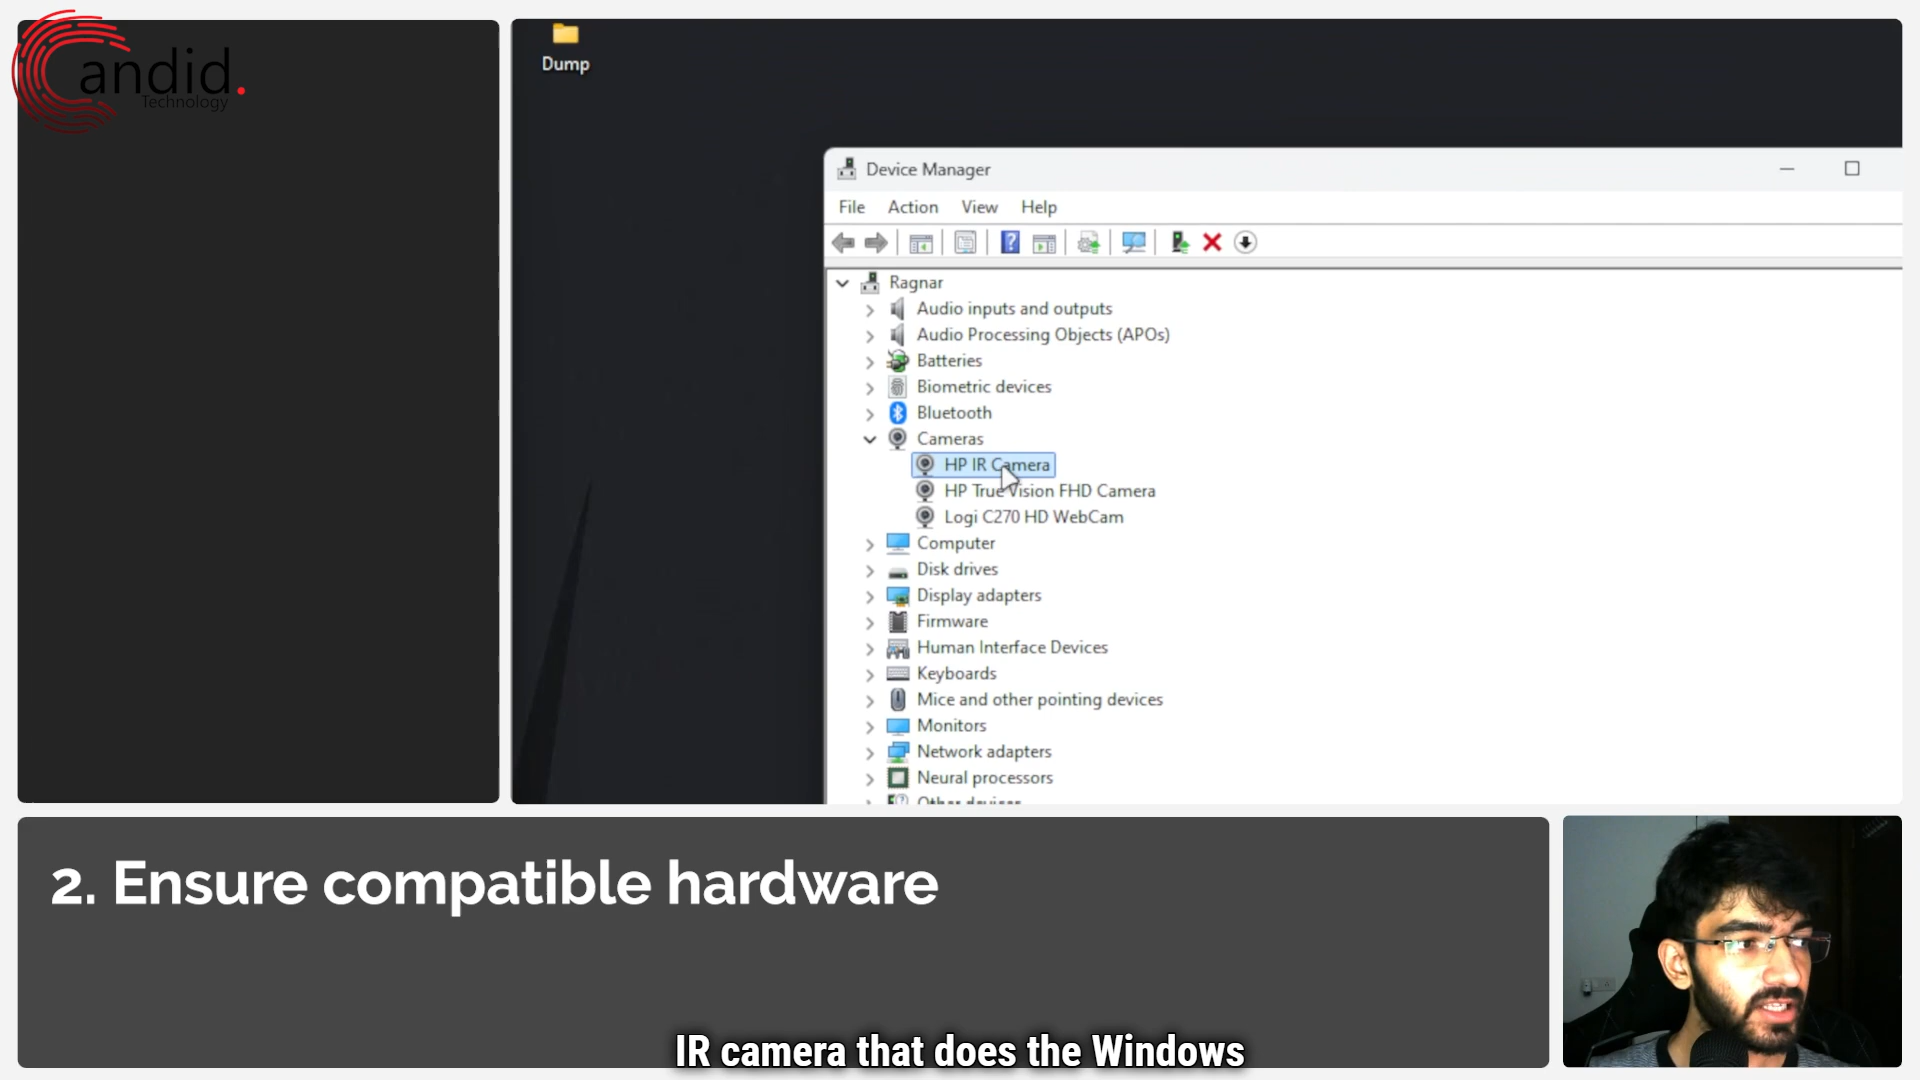 Candid.
Technology
Dump
Device Manager
File Action View Help
Ragnar
Audio inputs and outputs
Audio Processing Objects (APOs)
Batteries
Biometric devices
Bluetooth
Cameras
HP IR Camera
HP True Vision FHD Camera
Logi C270 HD WebCam
Computer
Disk drives
Display adapters
Firmware
Human Interface Devices
Keyboards
Mice and other pointing devices
Monitors
Network adapters
Neural processors
Other devices
2. Ensure compatible hardware
IR camera that does the Windows